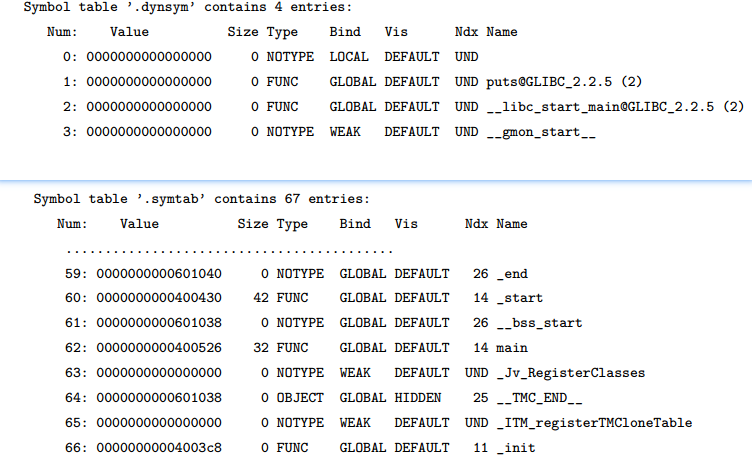 Symbol table ’.dynsym’ contains 4 entries:
Num: Value Size Type Bind Vis Ndx Name
0: 0000000000000000 0 NOTYPE LOCAL DEFAULT UND
1: 0000000000000000 0 FUNC GLOBAL DEFAULT UND puts@GLIBC_2.2.5 (2)
2: 0000000000000000 0 FUNC GLOBAL DEFAULT UND __libc_start_main@GLIBC_2.2.5 (2)
3: 0000000000000000 0 NOTYPE WEAK DEFAULT UND __gmon_start__
Symbol table ’.symtab’ contains 67 entries:
Num: Value Size Type Bind Vis Ndx Name
..........................................
59: 0000000000601040 0 NOTYPE GLOBAL DEFAULT 26 _end
60: 0000000000400430 42 FUNC GLOBAL DEFAULT 14 _start
61: 0000000000601038 0 NOTYPE GLOBAL DEFAULT 26 __bss_start
62: 0000000000400526 32 FUNC GLOBAL DEFAULT 14 main
63: 0000000000000000 0 NOTYPE WEAK DEFAULT UND _Jv_RegisterClasses
64: 0000000000601038 0 OBJECT GLOBAL HIDDEN 25 __TMC_END__
65: 0000000000000000 0 NOTYPE WEAK DEFAULT UND _ITM_registerTMCloneTable
66: 00000000004003c8 0 FUNC GLOBAL DEFAULT 11 _init